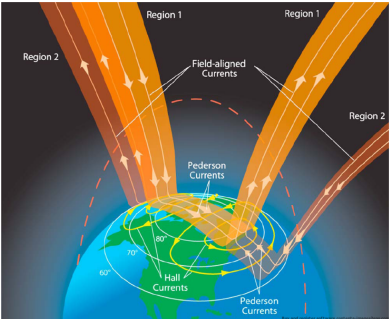 Region 1
Region 1
Region 2
Field-aligned
Currents
Region 2
Pederson
Currents
80°
70°
60°
Hall
Currents
Pederson
Currents